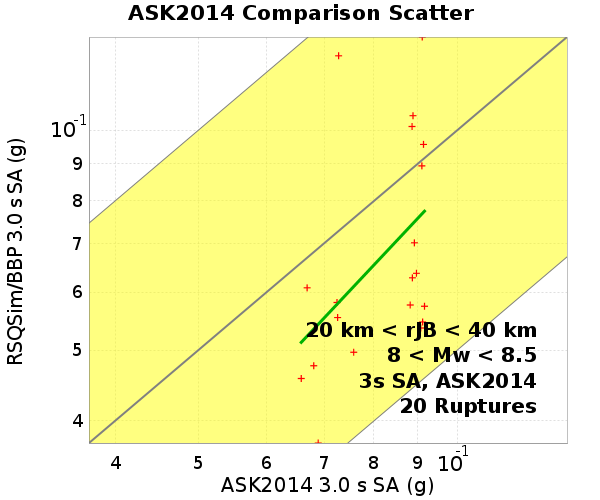 ASK2014 Comparison Scatter
RSQSim/BBP 3.0 s SA (g)
10-1
9
8
7
6
5
4
20 km < rJB < 40 km
8 < Mw < 8.5
3s SA, ASK2014
20 Ruptures
4 5 6 7 8 9 10-1
ASK2014 3.0 s SA (g)